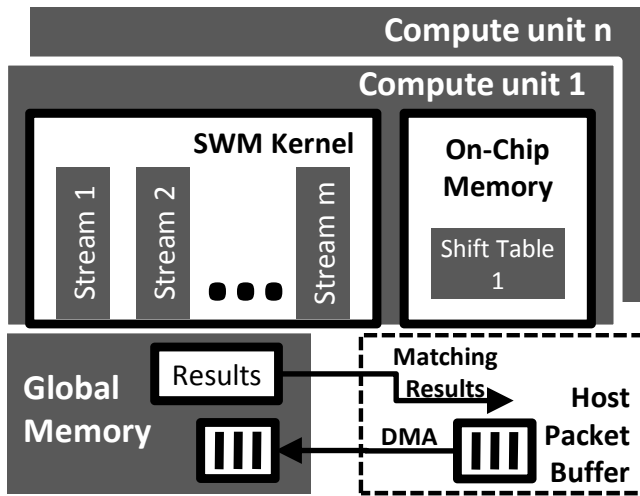 Compute unit n
Compute unit 1
SWM Kernel
Stream 1
Stream 2
Stream m
On-Chip
Memory
Shift Table
1
Global
Memory
Results
Matching
Results
DMA
Host
Packet
Buffer